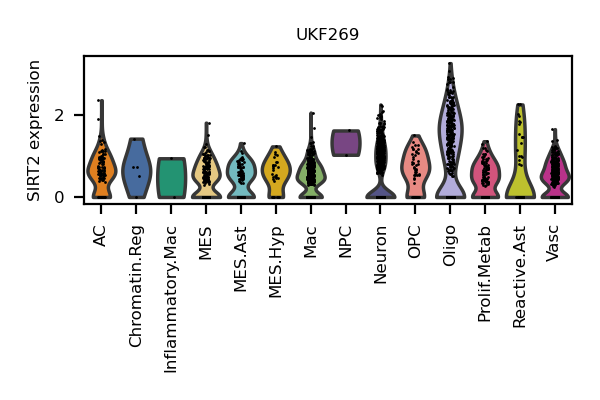 UKF269
SIRT2 expression
2
0
AC
Chromatin.Reg
Inflammatory.Mac
MES
MES.Ast
MES.Hyp
Mac
NPC
Neuron
OPC
Oligo
Prolif.Metab
Reactive.Ast
Vasc